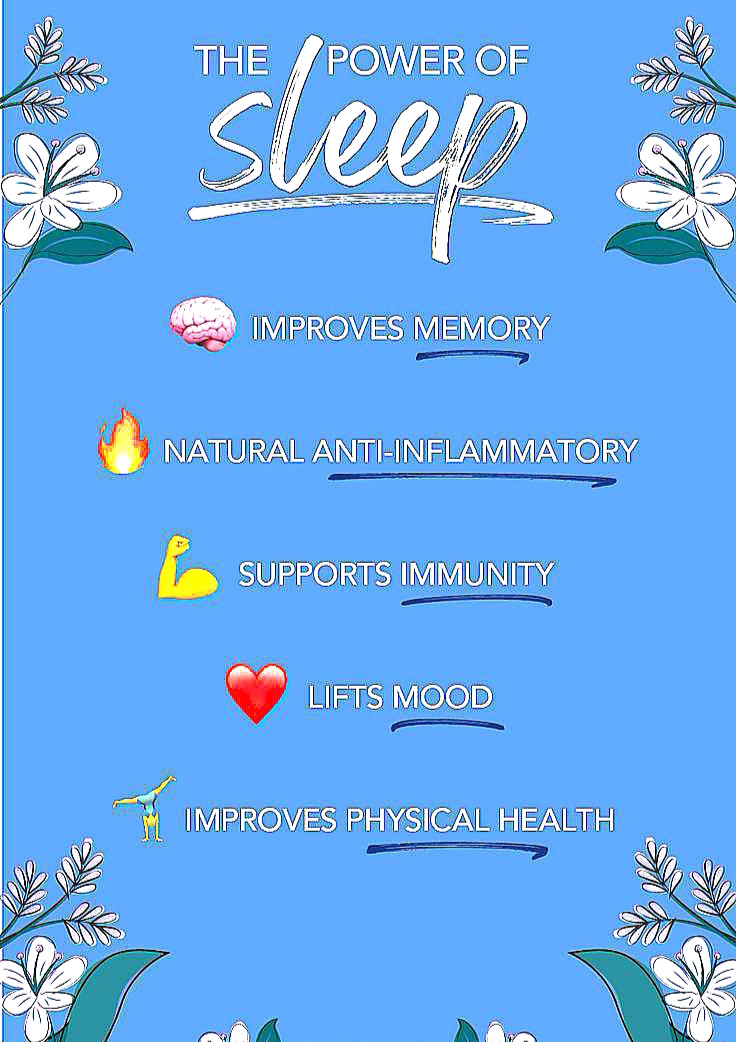 THE POWER OF
sleep
IMPROVES MEMORY
NATURAL ANTI-INFLAMMATORY
SUPPORTS IMMUNITY
LIFTS MOOD
IMPROVES PHYSICAL HEALTH